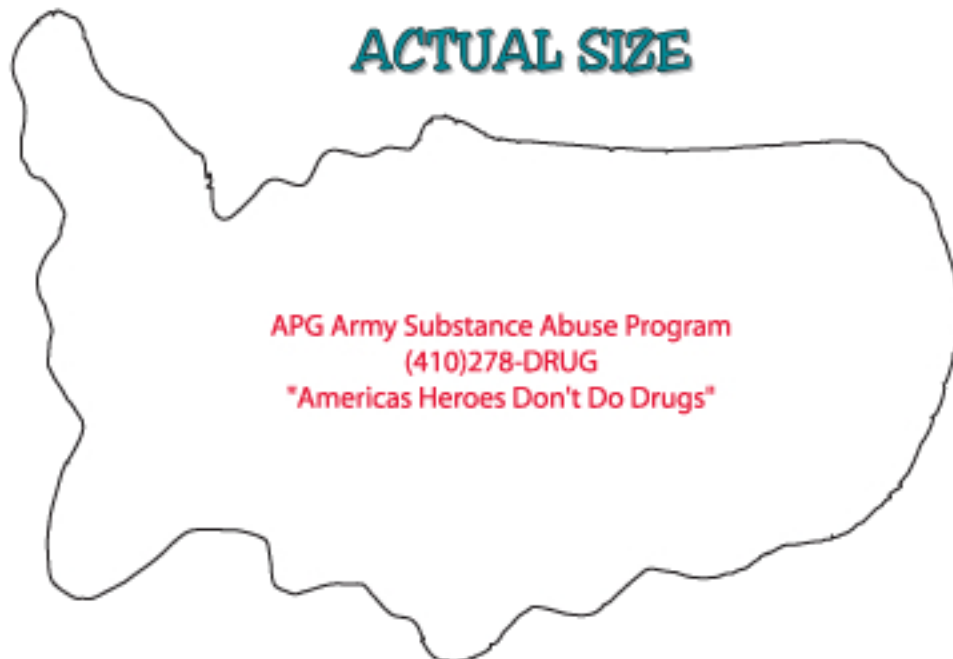 ACTUAL SIZE
APG Army Substance Abuse Program
(410)278-DRUG
"Americas Heroes Don't Do Drugs"